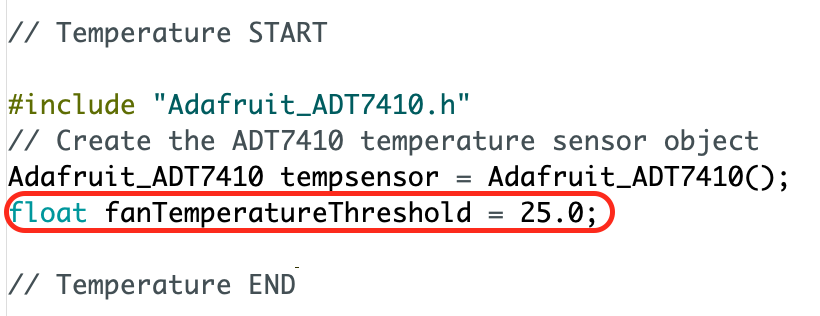 // Temperature START
#include "Adafruit_ADT7410.h"
// Create the ADT7410 temperature sensor object
Adafruit_ADT7410 tempsensor = Adafruit_ADT7410();
float fanTemperatureThreshold = 25.0;
// Temperature END